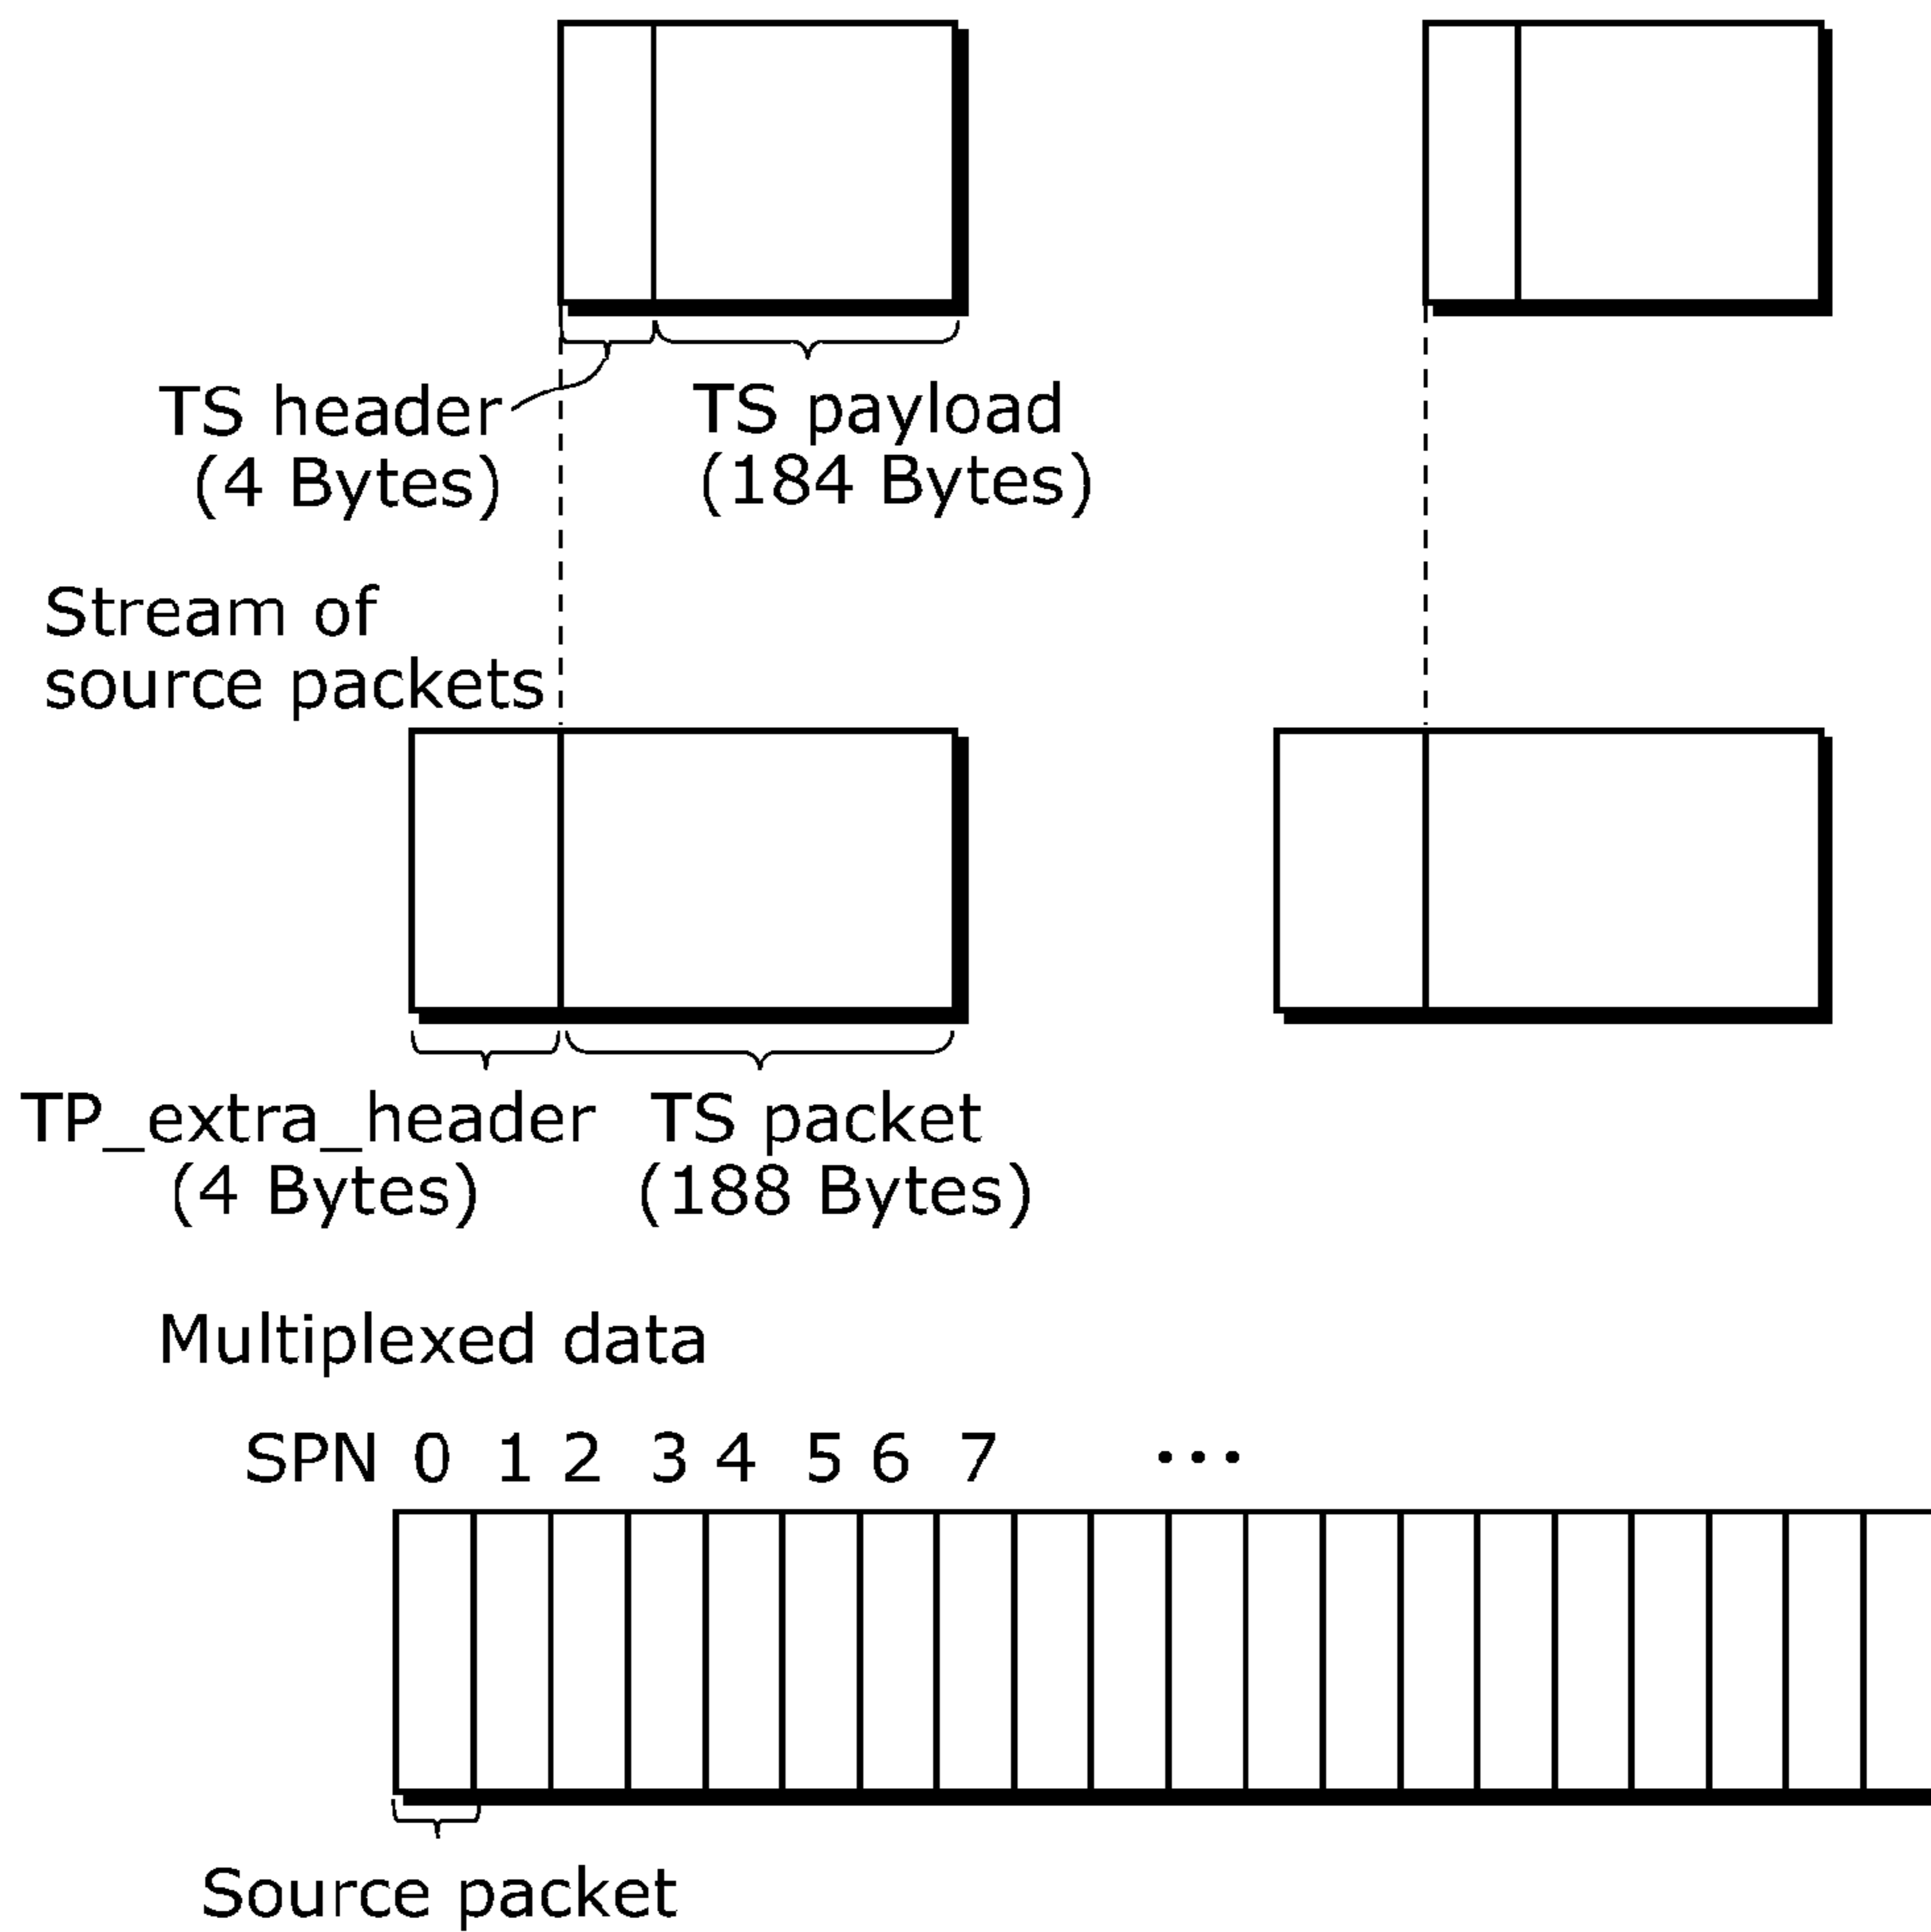 TS header
(4 Bytes)
TS payload
(184 Bytes)
Stream of
source packets
TP_extra_header
(4 Bytes)
TS packet
(188 Bytes)
Multiplexed data
SPN 0 1 2 3 4 5 6 7 ...
Source packet